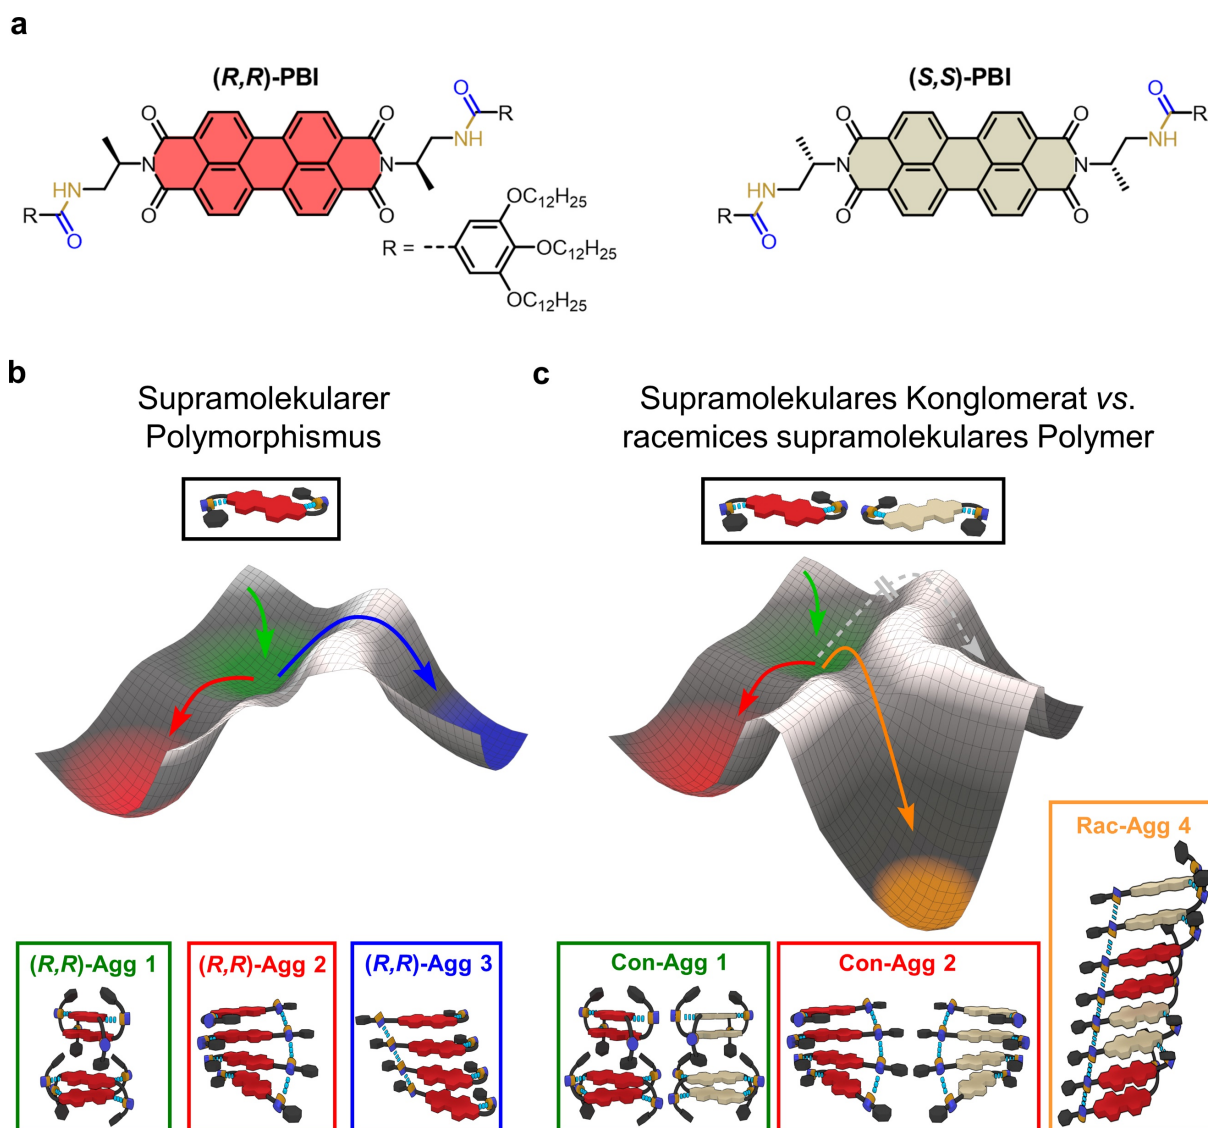 a
(R,R)-PBI
(S,S)-PBI
O
O
O
R
NH
N
N
HN
R
O
O
O
OC12H25
R =
OC12H25
OC12H25
O
O
O
R
NH
N
N
HN
R
O
O
O
b
Supramolekularer
Polymorphismus
c
Supramolekulares Konglomerat vs.
racemices supramolekulares Polymer
Rac-Agg 4
(R,R)-Agg 1
(R,R)-Agg 2
(R,R)-Agg 3
Con-Agg 1
Con-Agg 2